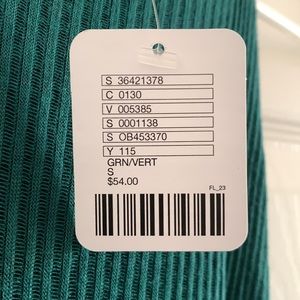 S 36421378
C 0130
V 005385
S 0001138
S OB453370
Y 115
GRN/VERT
S
$54.00
FL_23